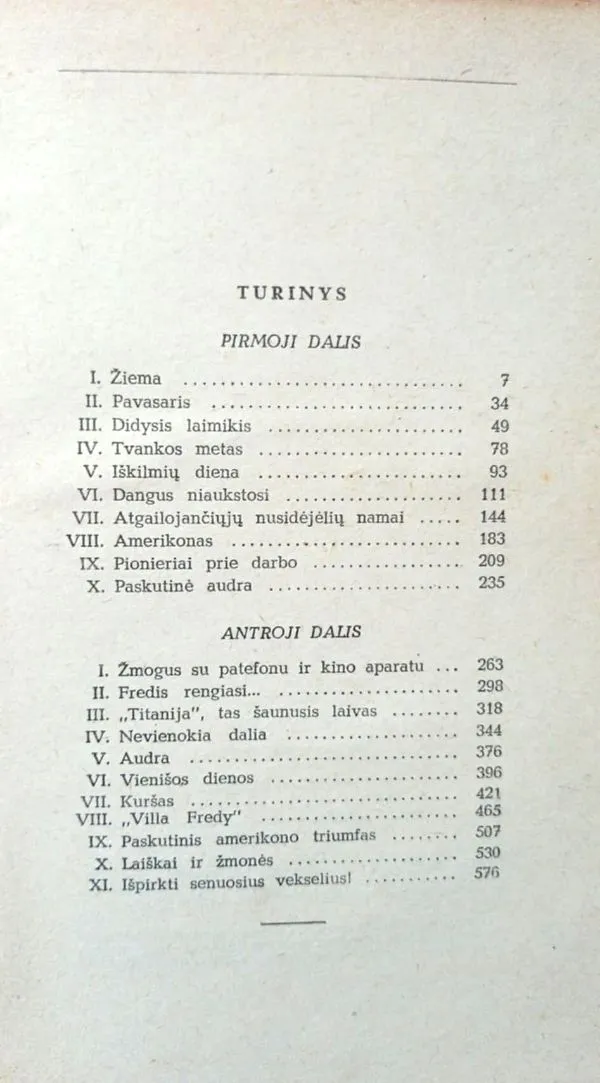 TURINYS
PIRMOJI DALIS
I. Žiema .............................. 7
II. Pavasaris ........................... 34
III. Didysis laimikis ..................... 49
IV. Tvankos metas ...................... 78
V. Iškilmių diena ...................... 93
VI. Dangus niaukstosi ................... 111
VII. Atgailojančiųjų nusidėjėlių namai ..... 144
VIII. Amerikonas ......................... 183
IX. Pionieriai prie darbo ................ 209
X. Paskutinė audra ..................... 235
ANTROJI DALIS
I. Žmogus su patefonu ir kino aparatu ... 263
II. Fredis rengiasi... .................... 298
III. „Titanija", tas šaunusis laivas ........ 318
IV. Nevienokia dalia ................... 344
V. Audra ............................. 376
VI. Vienišos dienos .................... 396
VII. Kuršas ............................ 421
VIII. „Villa Fredy" ..................... 465
IX. Paskutinis amerikono triumfas ........ 507
X. Laiškai ir žmonės .................. 530
XI. Išpirkti senuosius vekselius! ........... 576